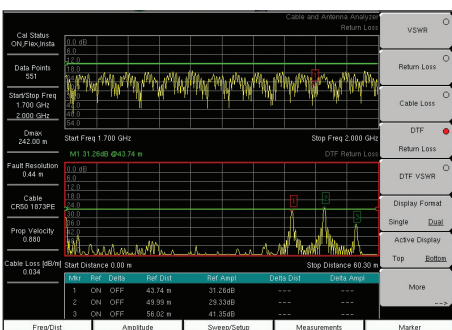 Cable and Antenna Analyzer
Return Loss
Cal Status
ON,Flex,Insta
Data Points
551
Start/Stop Freq
1.700 GHz
2.000 GHz
Dmax
242.00 m
Fault Resolution
0.44 m
Cable
CR50 1873PE
Prop Velocity
0.880
Cable Loss [dB/m]
0.034
0.0 dB
6.0
12.0
18.0
54.0
Start Freq 1.700 GHz
Stop Freq 2.000 GHz
M1 31.26dB @43.74 m
DTF Return Loss
0.0 dB
6.0
12.0
18.0
24.0
30.0
36.0
42.0
1
2
3
Start Distance 0.00 m
Stop Distance 60.30 m
Mkr Ref Delta Ref Dist Ref Ampl Delta Dist Delta Ampl
1 ON OFF 43.74 m 31.26dB --- ---
2 ON OFF 49.99 m 29.33dB --- ---
3 ON OFF 56.02 m 41.35dB --- ---
VSWR
Return Loss
Cable Loss
DTF
Return Loss
DTF VSWR
Display Format
Single Dual
Active Display
Top Bottom
More
-->
Freq/Dist
Amplitude
Sweep/Setup
Measurements
Marker